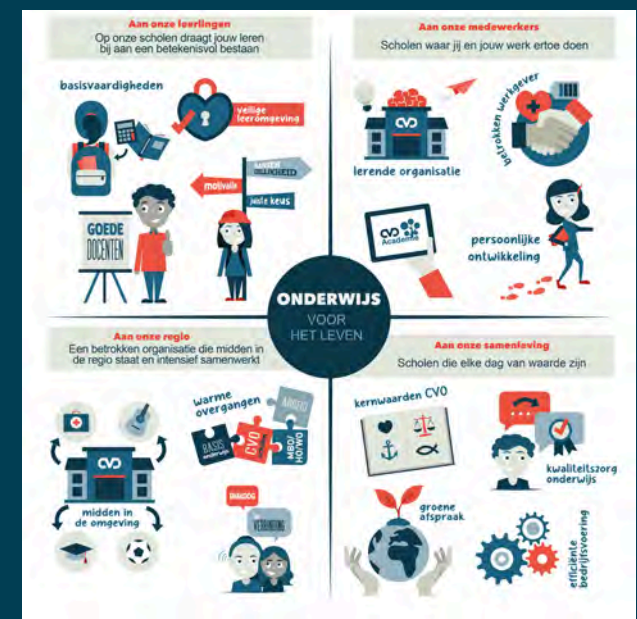 Aan onze leerlingen
Op onze scholen draagt jouw leren
bij aan een betekenisvol bestaan
basisvaardigheden
veilige
leeromgeving
motivatie
juiste keus
GOEDE
DOCENTEN
Aan onze medewerkers
Scholen waar jij en jouw werk ertoe doen
CVO
lerende organisatie
betrokken werkgever
CVO
Academie
persoonlijke
ontwikkeling
ONDERWIJS
VOOR
HET LEVEN
Aan onze regio
Een betrokken organisatie die midden in
de regio staat en intensief samenwerkt
CVO
midden in
de omgeving
warme
overgangen
BASIS
onderwijs
CVO
MBO/
HO/WO
ARBEID
VERBINDING
Aan onze samenleving
Scholen die elke dag van waarde zijn
kernwaarden CVO
kwaliteitszorg
onderwijs
groene
afspraak
efficiënte
bedrijfsvoering